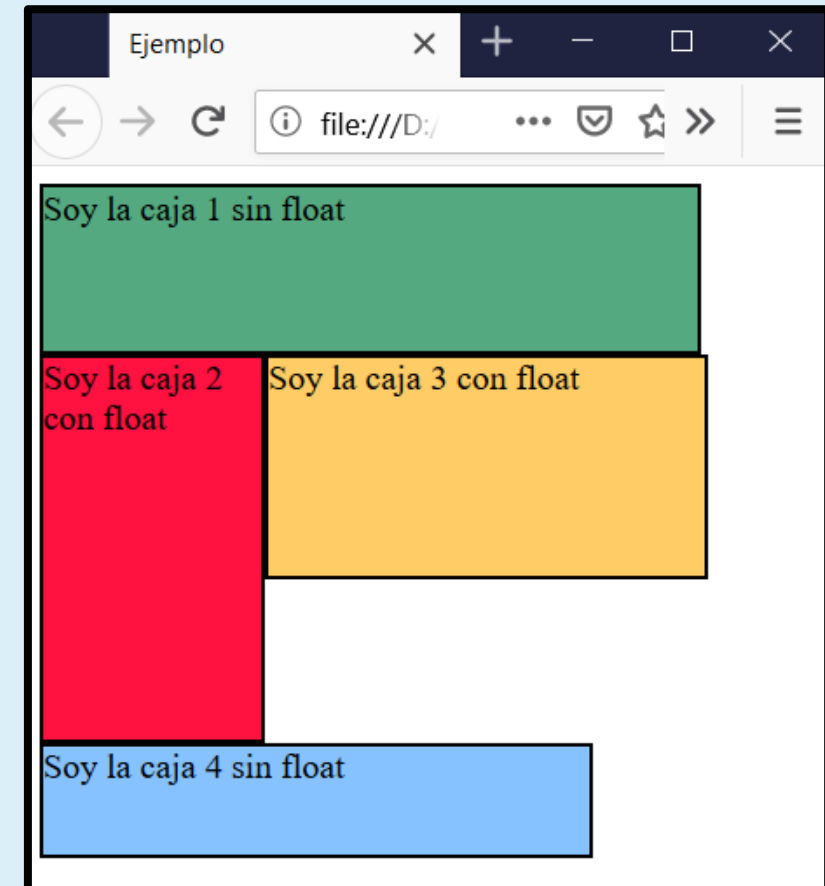 Ejemplo
file:///D:/
Soy la caja 1 sin float
Soy la caja 2
con float
Soy la caja 3 con float
Soy la caja 4 sin float